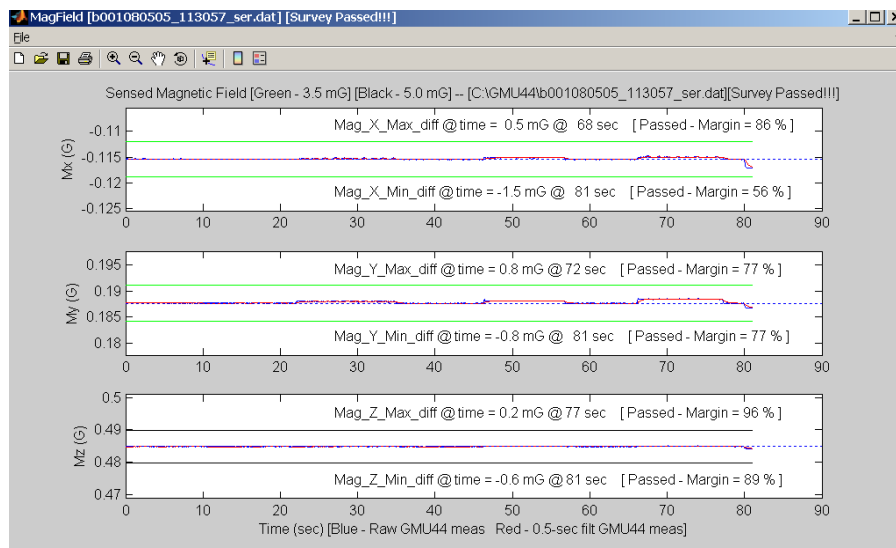 MagField [b001080505_113057_ser.dat] [Survey Passed!!!]
File
Sensed Magnetic Field [Green - 3.5 mG] [Black - 5.0 mG] -- [C:\GMU44\b001080505_113057_ser.dat][Survey Passed!!!]
Mx (G)
-0.11
-0.115
-0.12
-0.125
Mag_X_Max_diff @ time = 0.5 mG @ 68 sec [ Passed - Margin = 86 % ]
Mag_X_Min_diff @ time = -1.5 mG @ 81 sec [ Passed - Margin = 56 % ]
0 10 20 30 40 50 60 70 80 90
My (G)
0.195
0.19
0.185
0.18
Mag_Y_Max_diff @ time = 0.8 mG @ 72 sec [ Passed - Margin = 77 % ]
Mag_Y_Min_diff @ time = -0.8 mG @ 81 sec [ Passed - Margin = 77 % ]
0 10 20 30 40 50 60 70 80 90
Mz (G)
0.5
0.49
0.48
0.47
Mag_Z_Max_diff @ time = 0.2 mG @ 77 sec [ Passed - Margin = 96 % ]
Mag_Z_Min_diff @ time = -0.6 mG @ 81 sec [ Passed - Margin = 89 % ]
0 10 20 30 40 50 60 70 80 90
Time (sec) [Blue - Raw GMU44 meas Red - 0.5-sec filt GMU44 meas]